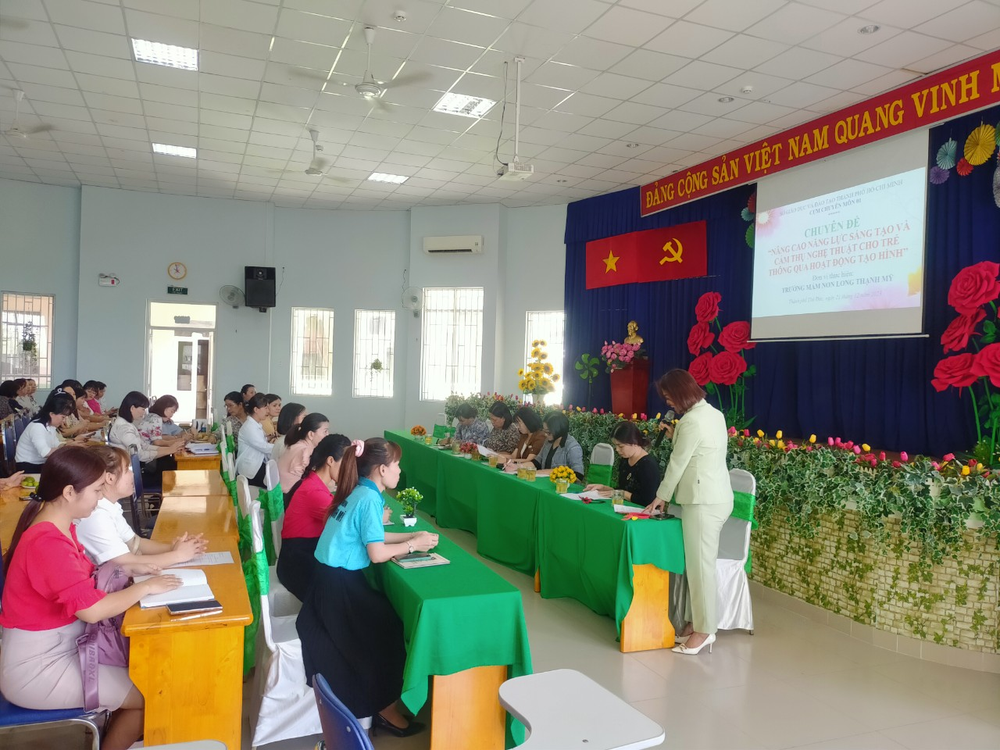 ĐẢNG CỘNG SẢN VIỆT NAM QUANG VINH
SỞ GIÁO DỤC VÀ ĐÀO TẠO THÀNH PHỐ HỒ CHÍ MINH
CỤM CHUYÊN MÔN
CHUYÊN ĐỀ
“NÂNG CAO NĂNG LỰC SÁNG TẠO VÀ
CẢM THỤ NGHỆ THUẬT CHO TRẺ
THÔNG QUA HOẠT ĐỘNG TẠO HÌNH”
Đơn vị thực hiện:
TRƯỜNG MẦM NON LONG THẠNH MỸ
EXIT